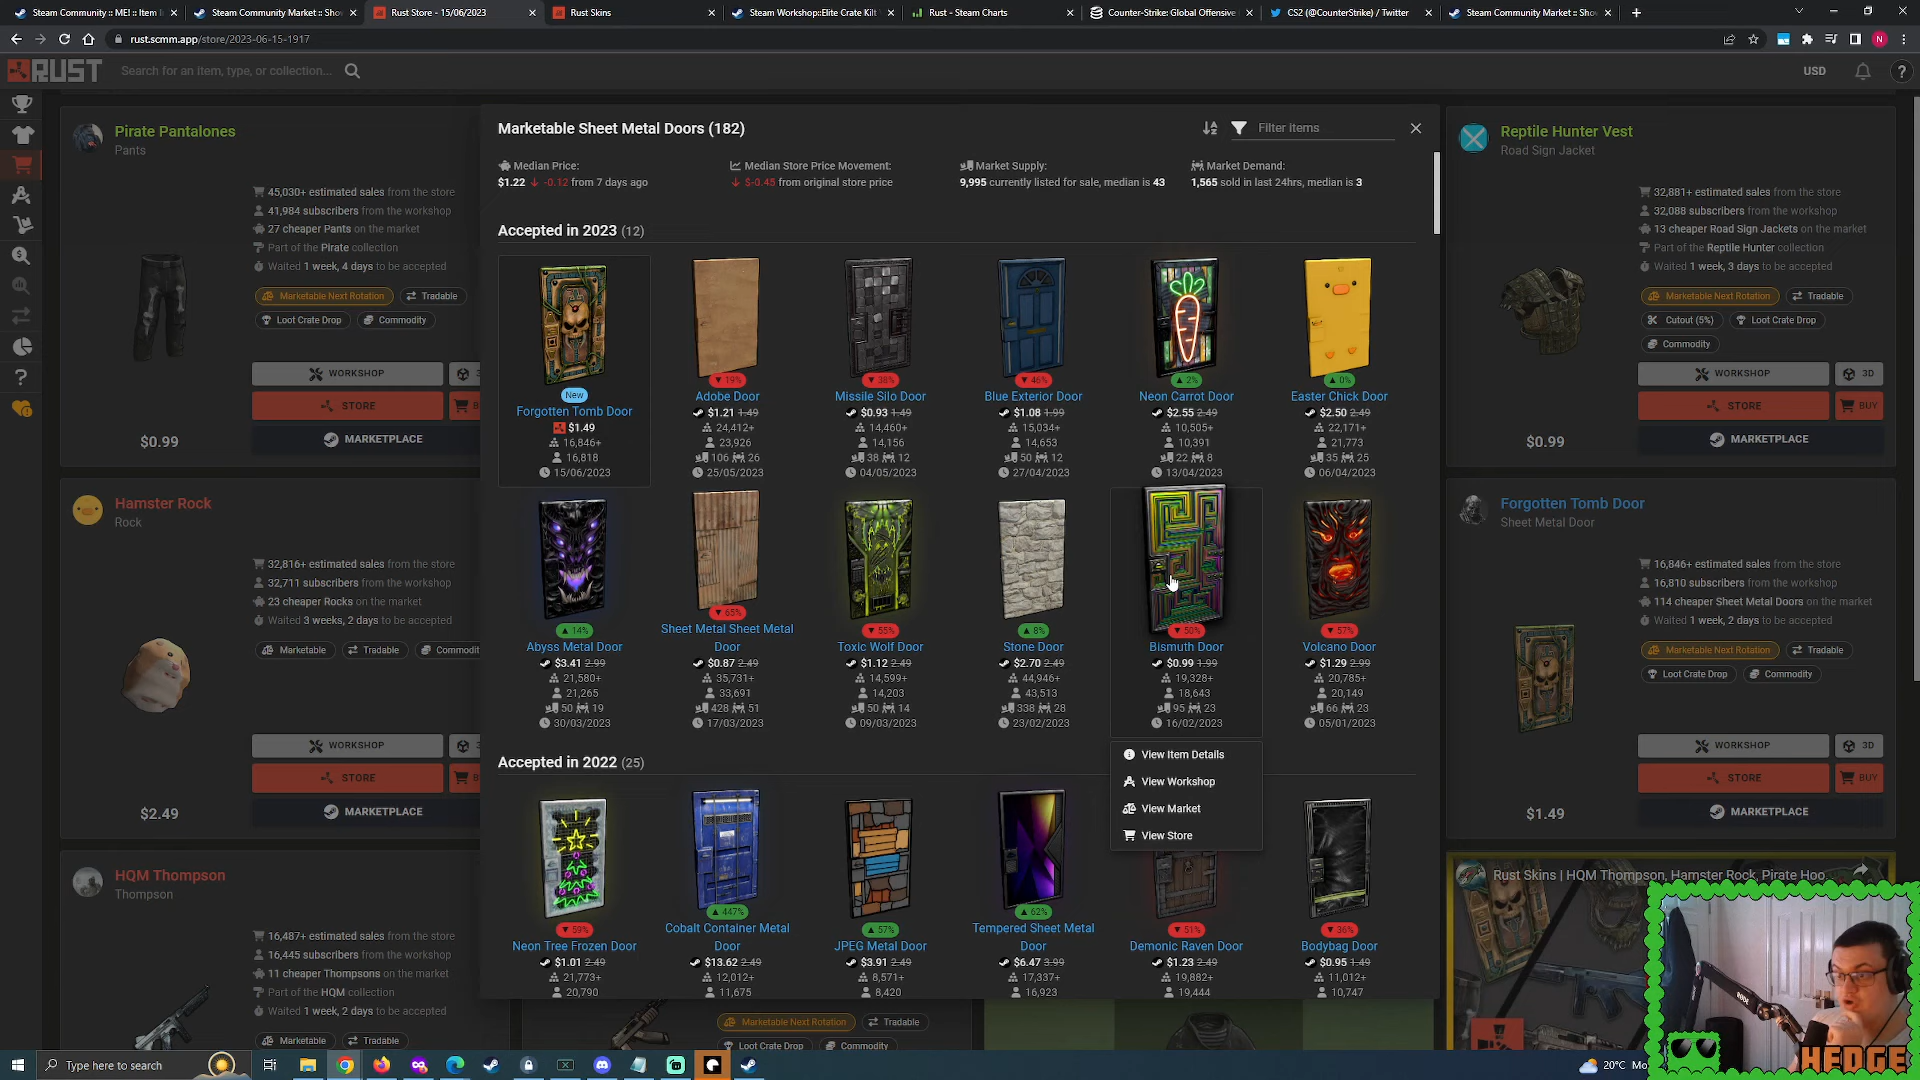 Steam Community :: ME! :: Item I
Steam Community Market :: Show
Rust Store - 15/06/2023
Rust Skins
Steam Workshop::Elite Crate Kilt
Rust - Steam Charts
Counter-Strike: Global Offensive
CS2 (@CounterStrike) / Twitter
Steam Community Market :: Show
rust.scmm.app/store/2023-06-15-1917
RUST
Search for an item, type, or collection...
USD
Pirate Pantalones
Pants
45,030+ estimated sales from the store
41,984 subscribers from the workshop
27 cheaper Pants on the market
Part of the Pirate collection
Waited 1 week, 4 days to be accepted
Marketable Next Rotation
Tradable
Loot Crate Drop
Commodity
WORKSHOP
STORE
$0.99
MARKETPLACE
Hamster Rock
Rock
32,816+ estimated sales from the store
32,711 subscribers from the workshop
23 cheaper Rocks on the market
Waited 3 weeks, 2 days to be accepted
Marketable
Tradable
Commodit
WORKSHOP
STORE
$2.49
MARKETPLACE
HQM Thompson
Thompson
16,487+ estimated sales from the store
16,445 subscribers from the workshop
11 cheaper Thompsons on the market
Part of the HQM collection
Waited 1 week, 2 days to be accepted
Marketable
Tradable
Marketable Sheet Metal Doors (182)
Filter items
Median Price:
$1.22 -0.12 from 7 days ago
Median Store Price Movement:
$-0.45 from original store price
Market Supply:
9,995 currently listed for sale, median is 43
Market Demand:
1,565 sold in last 24hrs, median is 3
Accepted in 2023 (12)
New
Forgotten Tomb Door
$1.49
16,846+
16,818
15/06/2023
19%
Adobe Door
$1.21 1.49
24,412+
23,926
106 26
25/05/2023
38%
Missile Silo Door
$0.93 1.49
14,460+
14,156
38 12
04/05/2023
46%
Blue Exterior Door
$1.08 1.99
15,034+
14,653
50 12
27/04/2023
2%
Neon Carrot Door
$2.55 2.49
10,505+
10,391
22 8
13/04/2023
0%
Easter Chick Door
$2.50 2.49
22,171+
21,773
35 25
06/04/2023
14%
Abyss Metal Door
$3.41 2.99
21,580+
21,265
50 19
30/03/2023
65%
Sheet Metal Sheet Metal
Door
$0.87 2.49
35,731+
33,691
428 51
17/03/2023
55%
Toxic Wolf Door
$1.12 2.49
14,599+
14,203
50 14
09/03/2023
8%
Stone Door
$2.70 2.49
44,946+
43,513
338 28
23/02/2023
50%
Bismuth Door
$0.99 1.99
19,328+
18,643
95 23
16/02/2023
57%
Volcano Door
$1.29 2.99
20,785+
20,149
66 23
05/01/2023
View Item Details
View Workshop
View Market
View Store
Accepted in 2022 (25)
59%
Neon Tree Frozen Door
$1.01 2.49
21,773+
20,790
447%
Cobalt Container Metal
Door
$13.62 2.49
12,012+
11,675
57%
JPEG Metal Door
$3.91 2.49
8,571+
8,420
62%
Tempered Sheet Metal
Door
$6.47 3.99
17,337+
16,923
51%
Demonic Raven Door
$1.23 2.49
19,882+
19,444
36%
Bodybag Door
$0.95 1.49
11,012+
10,747
Marketable Next Rotation
Tradable
Loot Crate Drop
Commodity
Reptile Hunter Vest
Road Sign Jacket
32,881+ estimated sales from the store
32,088 subscribers from the workshop
13 cheaper Road Sign Jackets on the market
Part of the Reptile Hunter collection
Waited 1 week, 3 days to be accepted
Marketable Next Rotation
Tradable
Cutout (5%)
Loot Crate Drop
Commodity
WORKSHOP
3D
STORE
BUY
$0.99
MARKETPLACE
Forgotten Tomb Door
Sheet Metal Door
16,846+ estimated sales from the store
16,810 subscribers from the workshop
114 cheaper Sheet Metal Doors on the market
Waited 1 week, 2 days to be accepted
Marketable Next Rotation
Tradable
Loot Crate Drop
Commodity
WORKSHOP
3D
STORE
BUY
$1.49
MARKETPLACE
Rust Skins | HQM Thompson, Hamster Rock, Pirate Hoo...
RØDE
HEDGE
Type here to search
20°C Mo